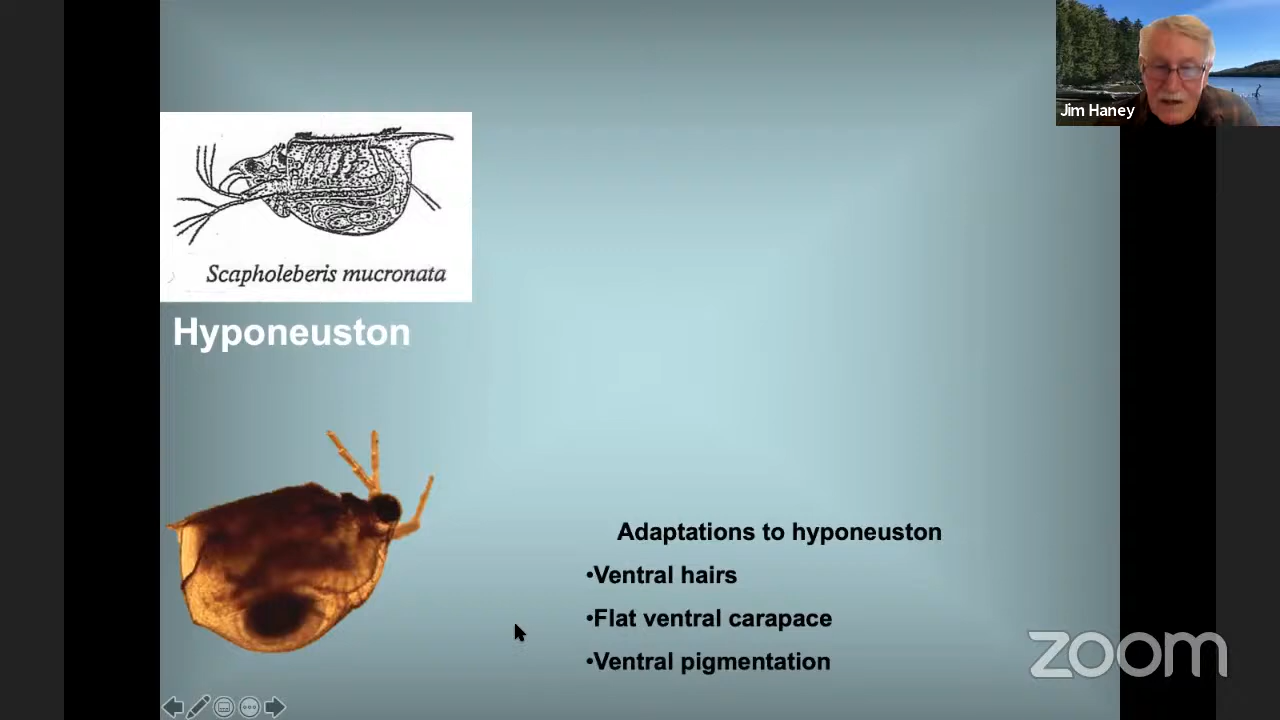 Jim Haney
Scapholeberis mucronata
Hyponeuston
Adaptations to hyponeuston
•Ventral hairs
•Flat ventral carapace
•Ventral pigmentation
zoom